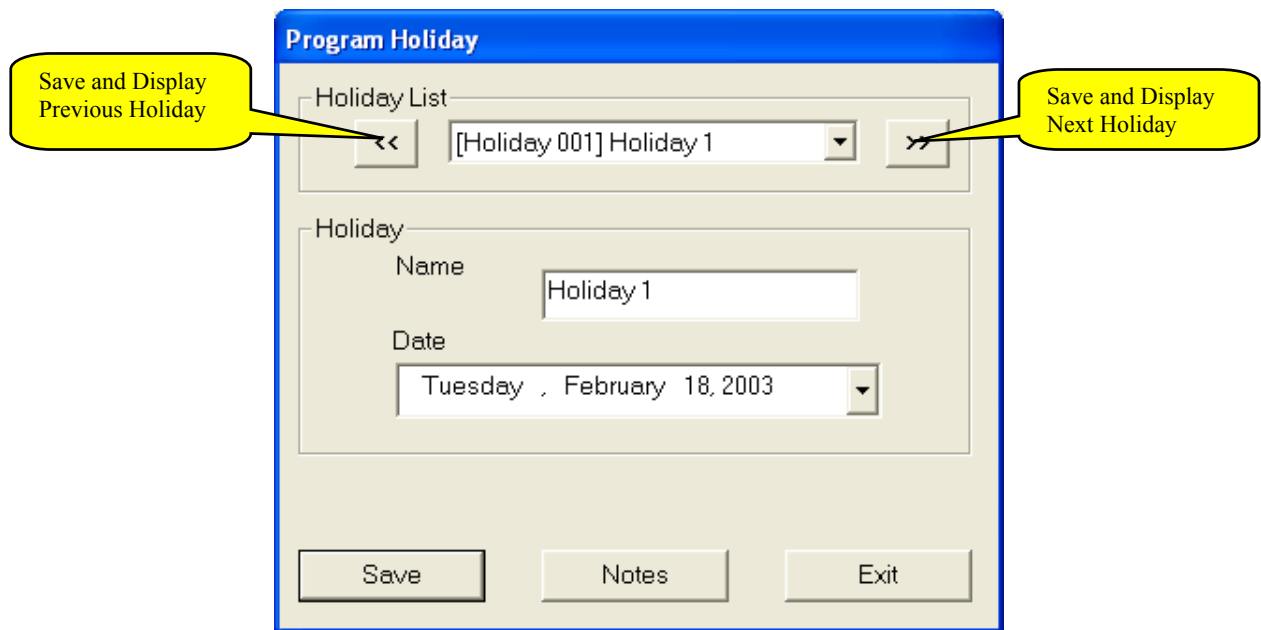 Program Holiday
Save and Display
Previous Holiday
Holiday List
<<
[Holiday 001] Holiday 1
>>
Save and Display
Next Holiday
Holiday
Name
Holiday 1
Date
Tuesday , February 18, 2003
Save
Notes
Exit